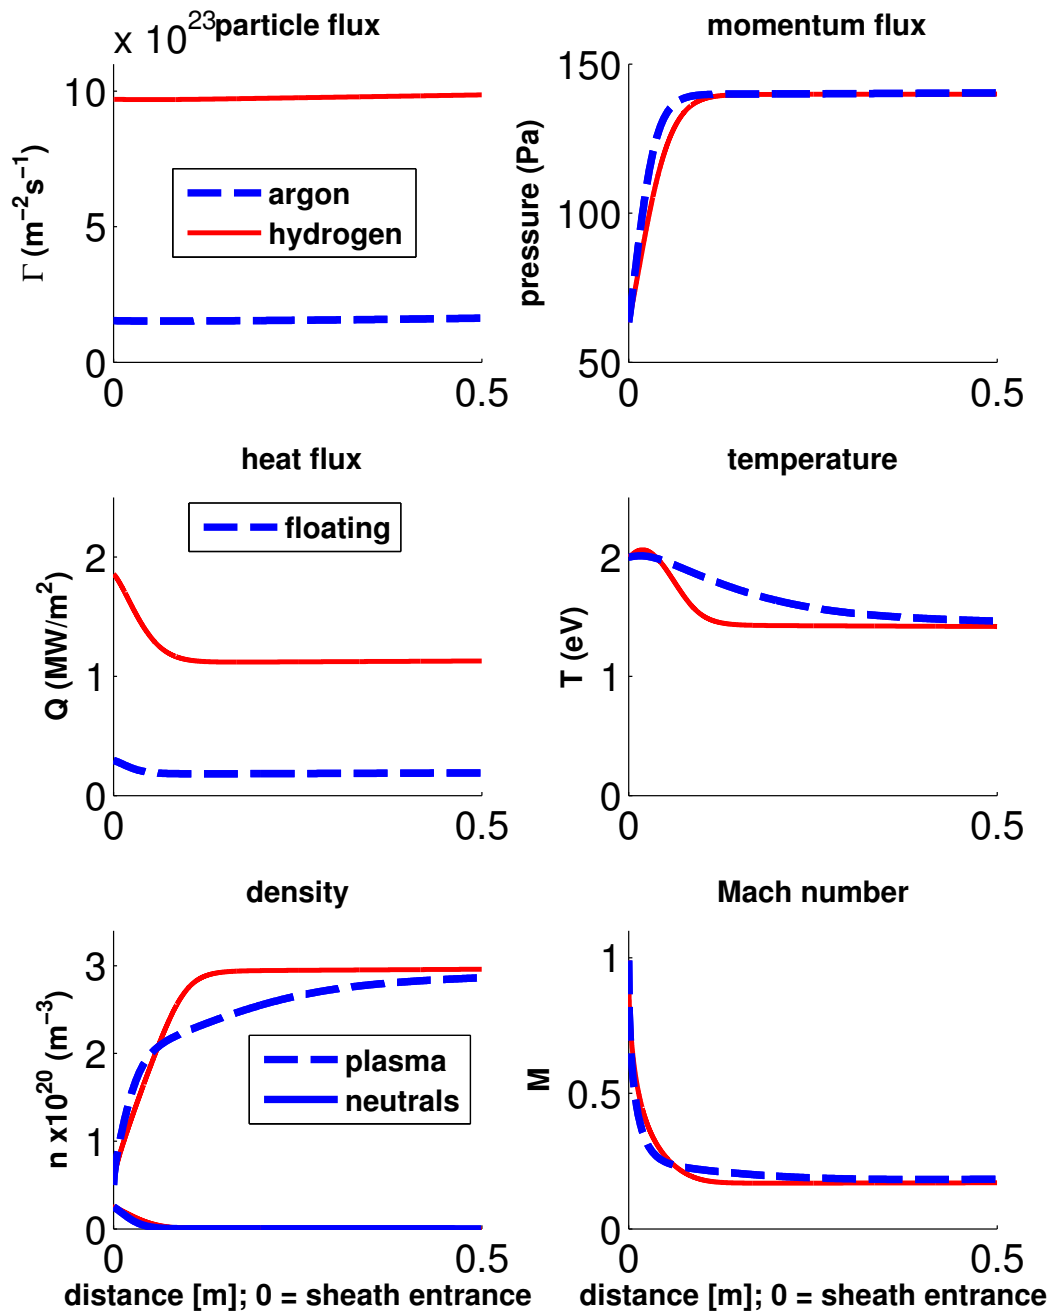 x 10^23 particle flux
10
5
0
0
0.5
Γ (m−2s−1)
argon
hydrogen
momentum flux
150
100
50
0
0.5
pressure (Pa)
heat flux
2
1
0
0
0.5
Q (MW/m2)
floating
temperature
2
1
0
0
0.5
T (eV)
density
3
2
1
0
0
0.5
n x10^20 (m−3)
plasma
neutrals
distance [m]; 0 = sheath entrance
Mach number
1
0.5
0
0
0.5
M
distance [m]; 0 = sheath entrance